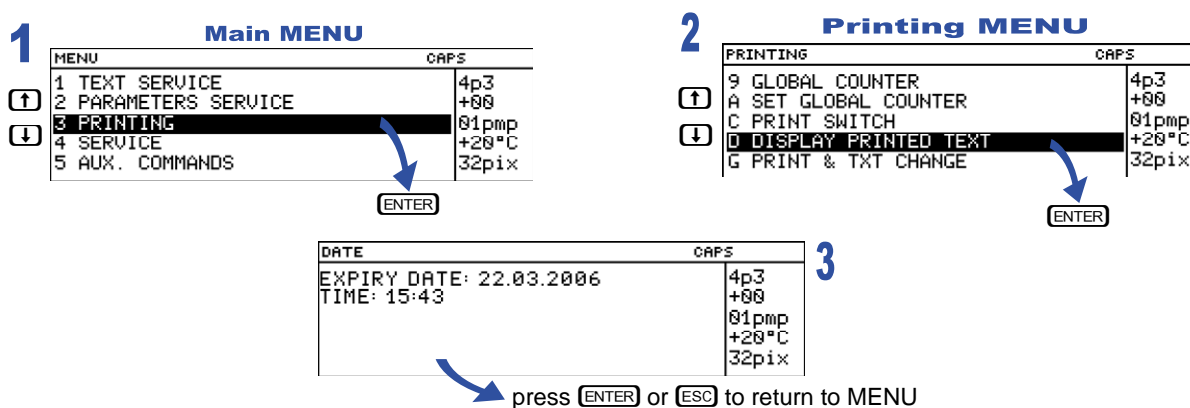 1 Main MENU
MENU CAPS
1 TEXT SERVICE 4p3
2 PARAMETERS SERVICE +00
3 PRINTING 01pmp
4 SERVICE +20°C
5 AUX. COMMANDS 32pix
ENTER
2 Printing MENU
PRINTING CAPS
9 GLOBAL COUNTER 4p3
A SET GLOBAL COUNTER +00
C PRINT SWITCH 01pmp
D DISPLAY PRINTED TEXT +20°C
G PRINT & TXT CHANGE 32pix
ENTER
3
DATE CAPS
EXPIRY DATE: 22.03.2006 4p3
TIME: 15:43 +00
01pmp
+20°C
32pix
press ENTER or ESC to return to MENU